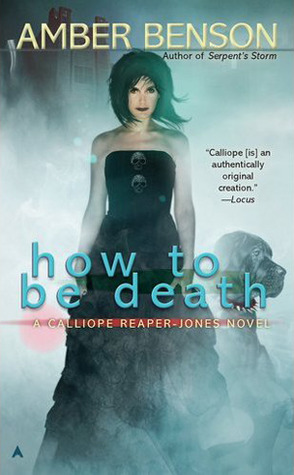 AMBER BENSON
Author of Serpent's Storm
"Calliope [is] an
authentically
original
creation."
—Locus
how to
be death
A CALLIOPE REAPER-JONES NOVEL
A